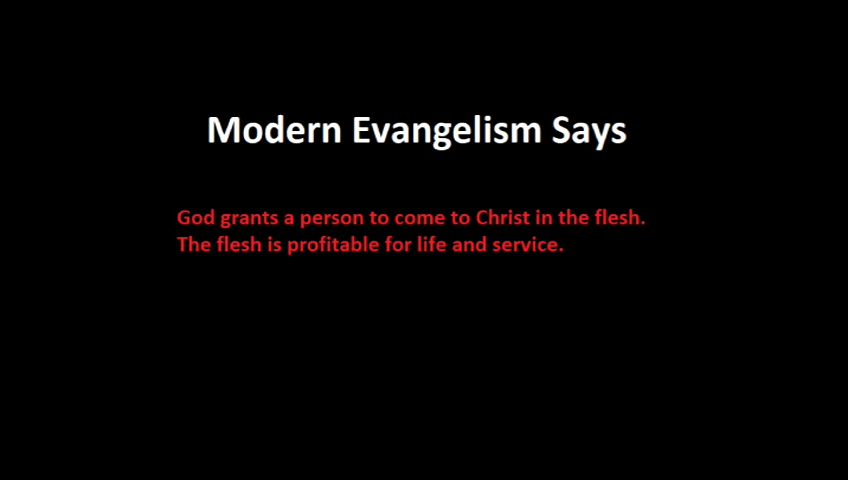 Modern Evangelism Says
God grants a person to come to Christ in the flesh.
The flesh is profitable for life and service.